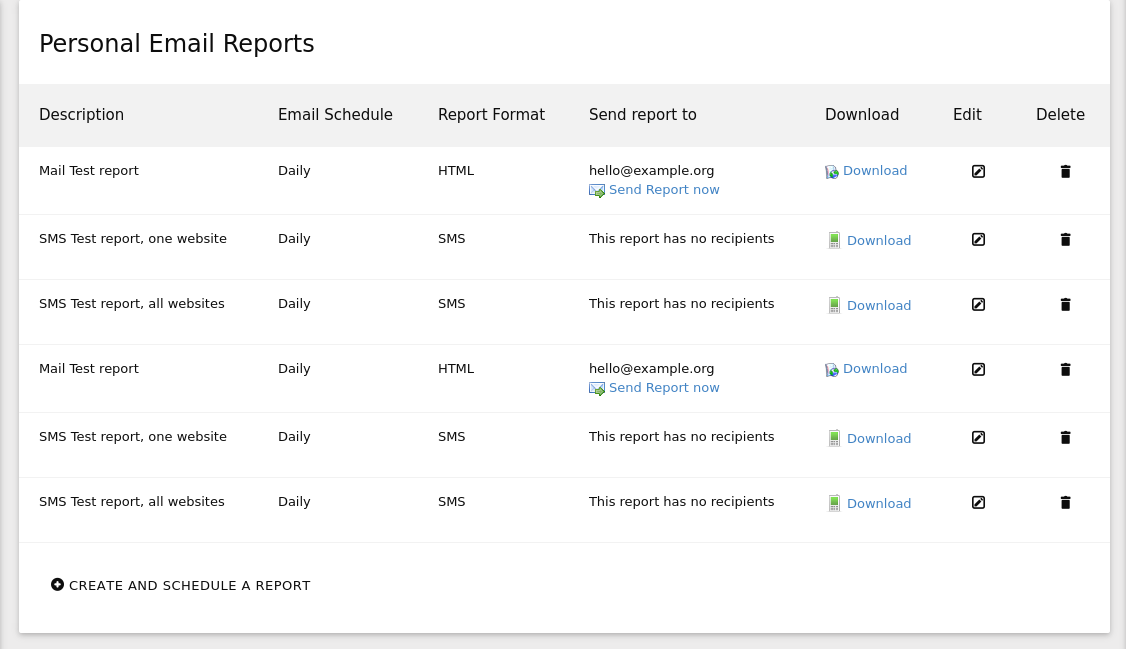 Personal Email Reports
Description Email Schedule Report Format Send report to Download Edit Delete
Mail Test report Daily HTML hello@example.org Download
Send Report now
SMS Test report, one website Daily SMS This report has no recipients Download
SMS Test report, all websites Daily SMS This report has no recipients Download
Mail Test report Daily HTML hello@example.org Download
Send Report now
SMS Test report, one website Daily SMS This report has no recipients Download
SMS Test report, all websites Daily SMS This report has no recipients Download
CREATE AND SCHEDULE A REPORT